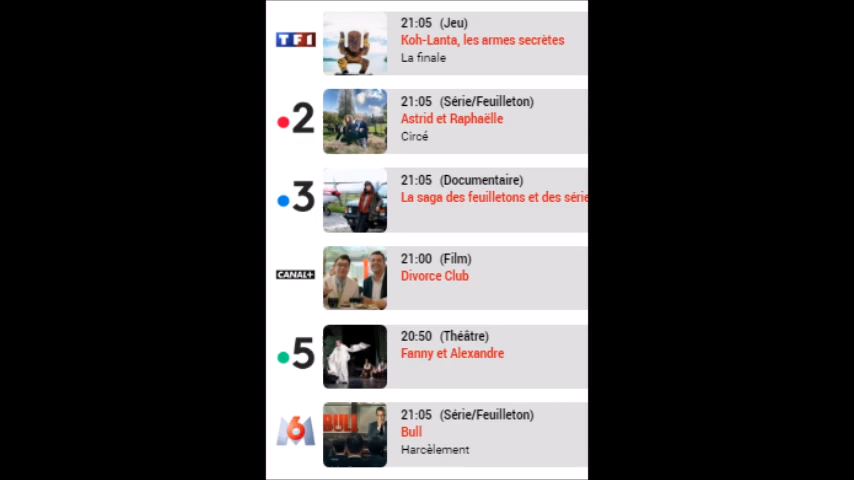 TF1
21:05 (Jeu)
Koh-Lanta, les armes secrètes
La finale
2
21:05 (Série/Feuilleton)
Astrid et Raphaëlle
Circé
3
21:05 (Documentaire)
La saga des feuilletons et des série
CANAL+
21:00 (Film)
Divorce Club
5
20:50 (Théâtre)
Fanny et Alexandre
M6
BULL
21:05 (Série/Feuilleton)
Bull
Harcèlement